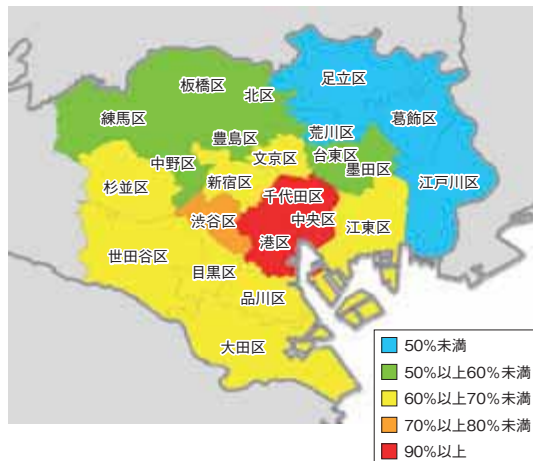 足立区
板橋区
北区
葛飾区
練馬区
荒川区
豊島区
文京区
台東区
中野区
墨田区
杉並区
新宿区
江戸川区
千代田区
中央区
渋谷区
江東区
港区
世田谷区
目黒区
品川区
大田区
50%未満
50%以上60%未満
60%以上70%未満
70%以上80%未満
90%以上